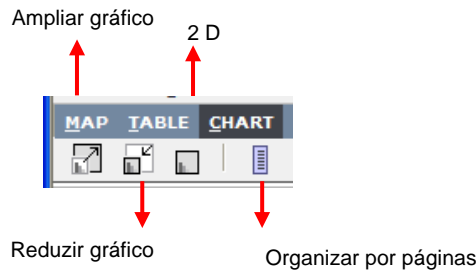 Ampliar gráfico
2 D
MAP TABLE CHART
Reduzir gráfico
Organizar por páginas